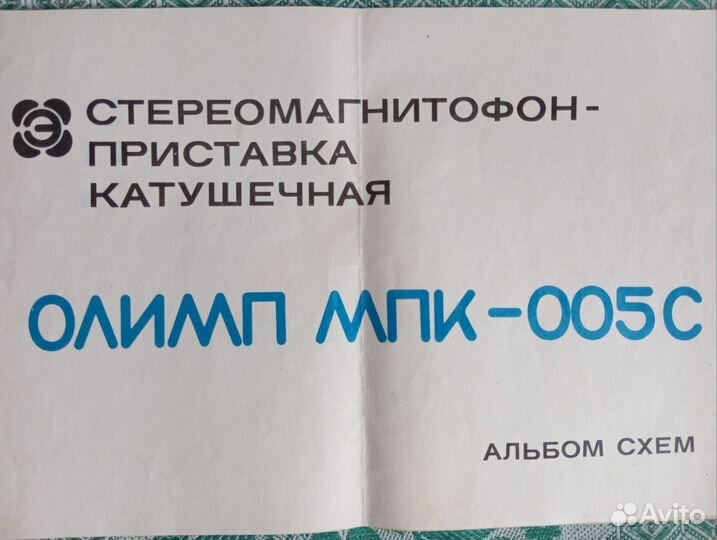 Э СТЕРЕОМАГНИТОФОН-
ПРИСТАВКА
КАТУШЕЧНАЯ
ОЛИМП МПК-005С
АЛЬБОМ СХЕМ
Avito